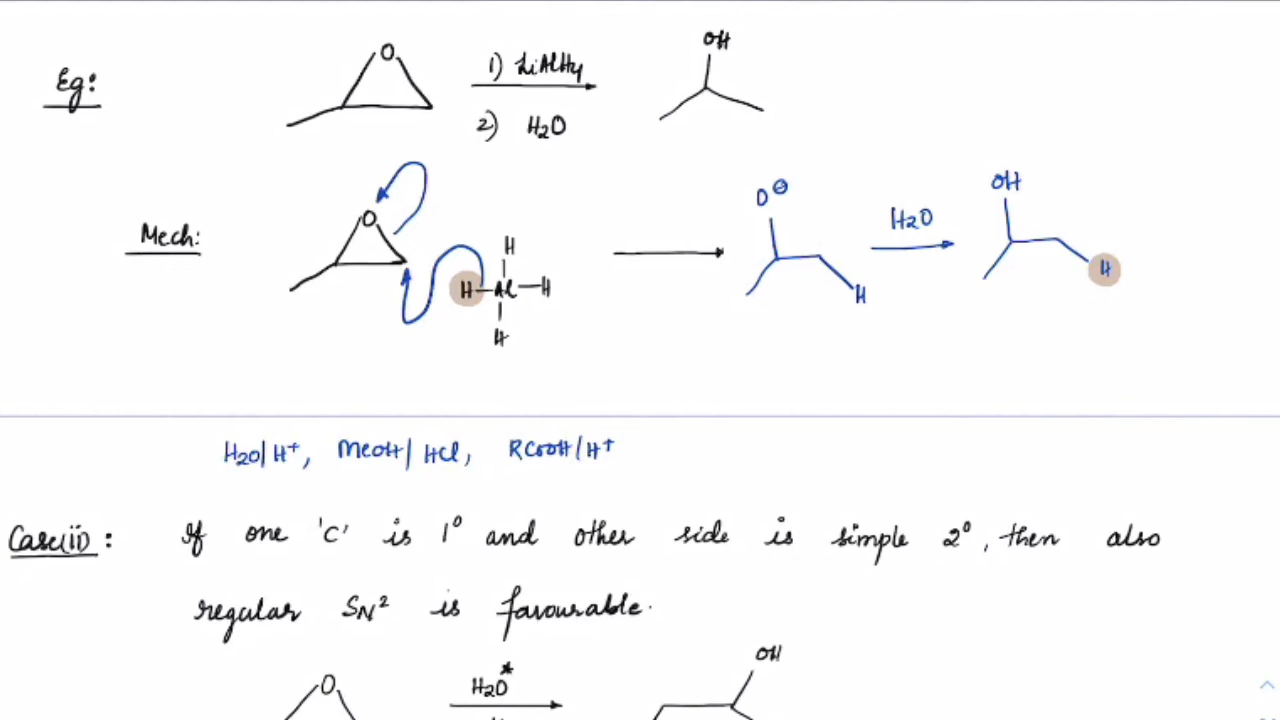 Eg:
O
1) LiAlH4
2) H2O
OH
Mech:
O
H
H-Al-H
H
O⊖
H
H2O
OH
H
H2O/H+, MeOH/HCl, RCOOH/H+
Case(ii): If one 'C' is 1° and other side is simple 2°, then also
regular SN2 is favourable.
O
H2O*
OH